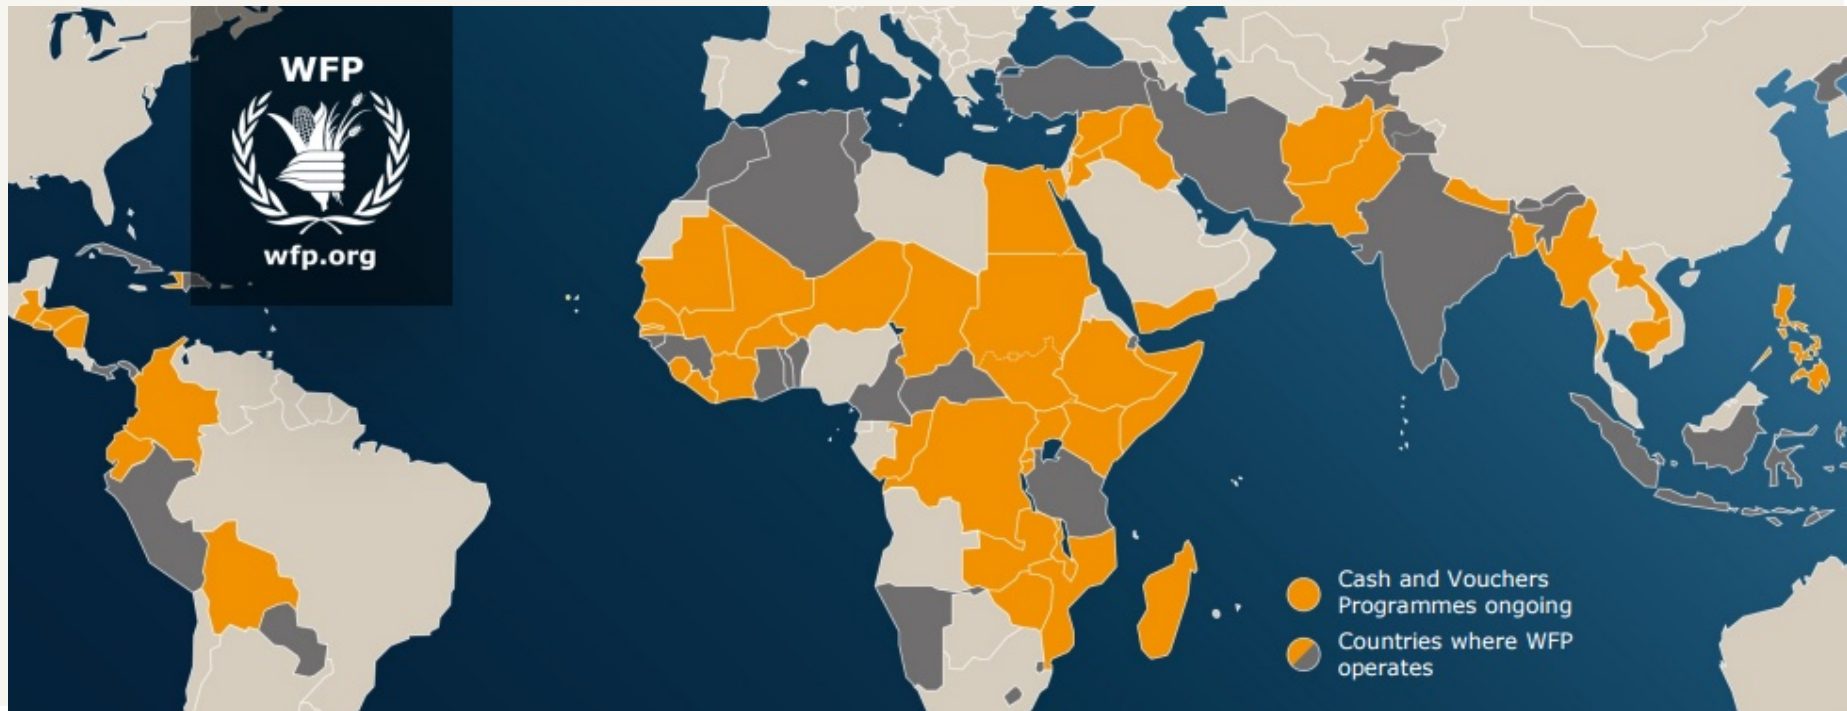 WFP
wfp.org
Cash and Vouchers
Programmes ongoing
Countries where WFP
operates